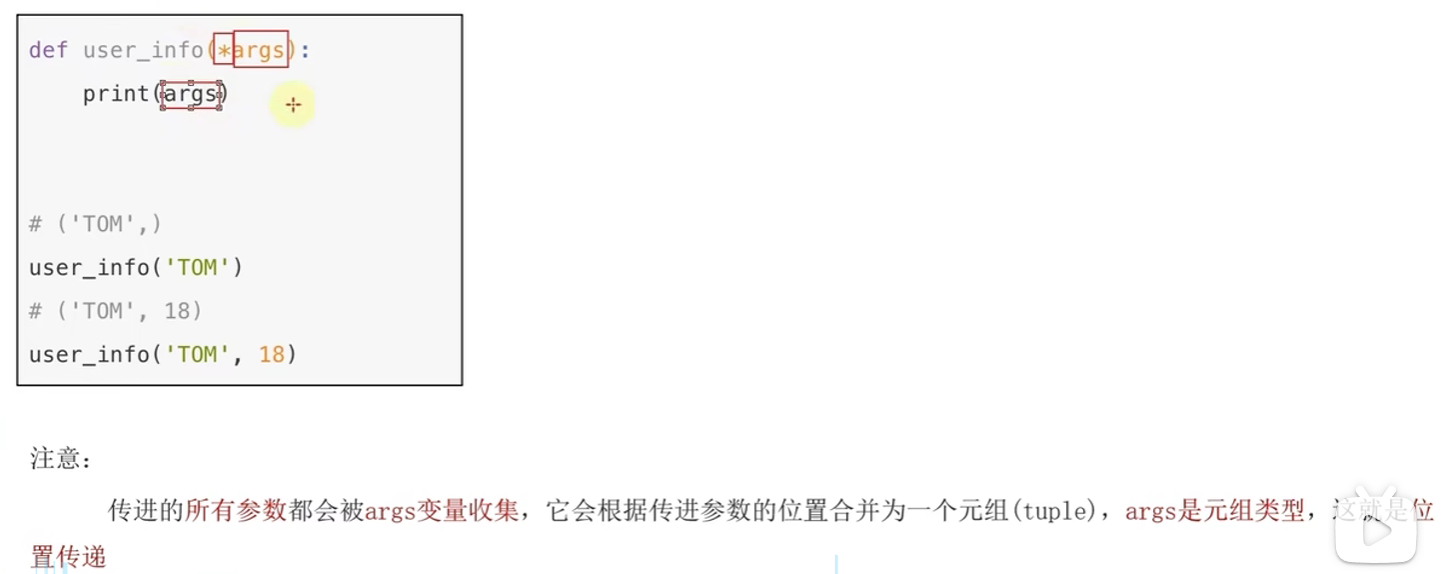 def user_info(*args):
print(args)
# ('TOM',)
user_info('TOM')
# ('TOM', 18)
user_info('TOM', 18)
注意：
传进的所有参数都会被args变量收集，它会根据传进参数的位置合并为一个元组(tuple)，args是元组类型，这就是位
置传递